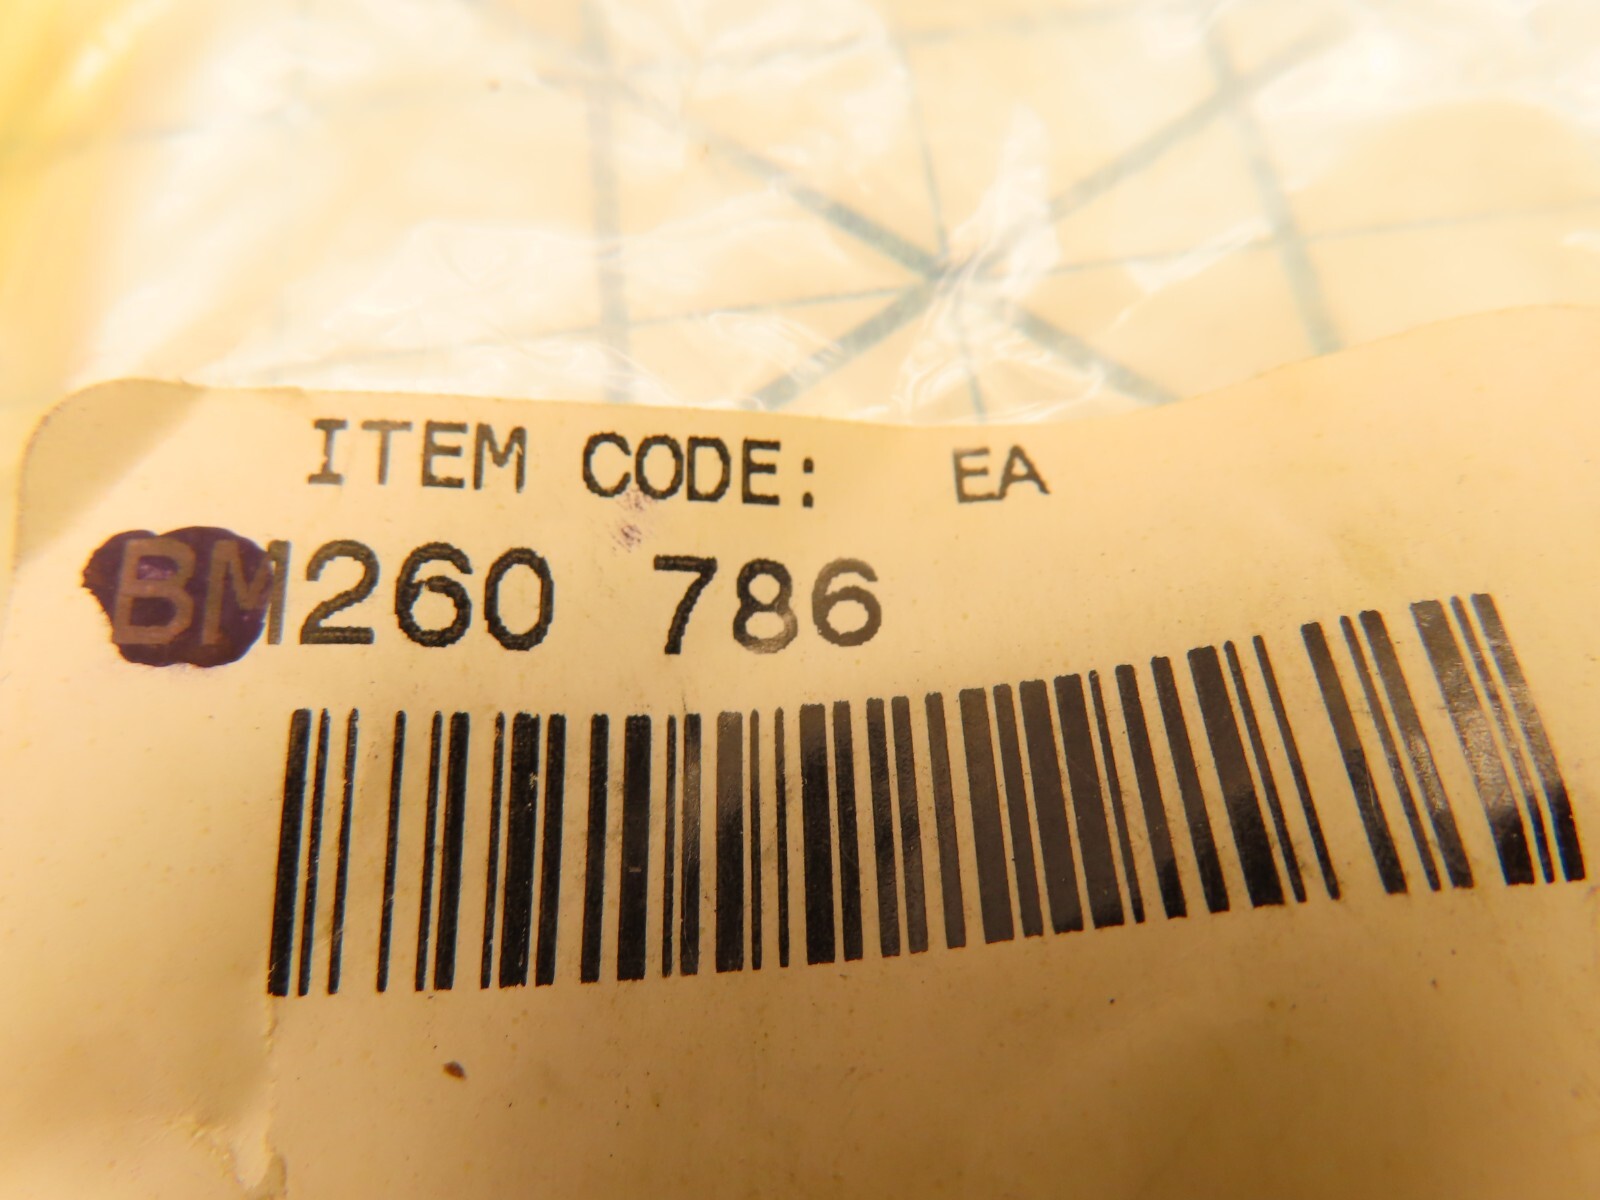 ITEM CODE: EA
BM260 786